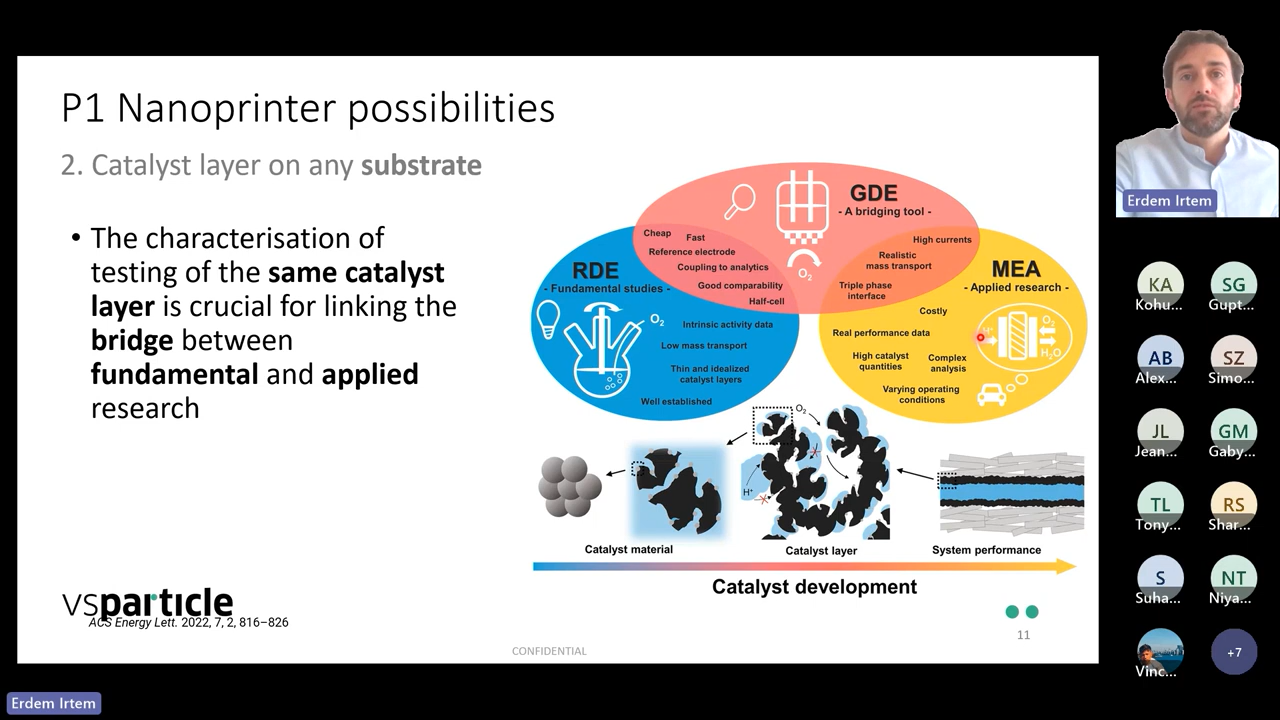 P1 Nanoprinter possibilities
2. Catalyst layer on any substrate
• The characterisation of
testing of the same catalyst
layer is crucial for linking the
bridge between
fundamental and applied
research
GDE
- A bridging tool -
Cheap
Fast
Reference electrode
Coupling to analytics
Good comparability
Half-cell
O2
High currents
Realistic
mass transport
Triple phase
interface
RDE
- Fundamental studies -
O2
Intrinsic activity data
Low mass transport
Thin and idealized
catalyst layers
Well established
MEA
- Applied research -
Costly
Real performance data
High catalyst
quantities
Complex
analysis
Varying operating
conditions
H+
O2
H2O
O2
H+
Catalyst material
Catalyst layer
System performance
Catalyst development
vsparticle
ACS Energy Lett. 2022, 7, 2, 816–826
CONFIDENTIAL
11
Erdem Irtem
KA
Kohu...
SG
Gupt...
AB
Alex...
SZ
Simo...
JL
Jean...
GM
Gaby...
TL
Tony...
RS
Shar...
S
Suha...
NT
Niya...
Vinc...
+7
Erdem Irtem